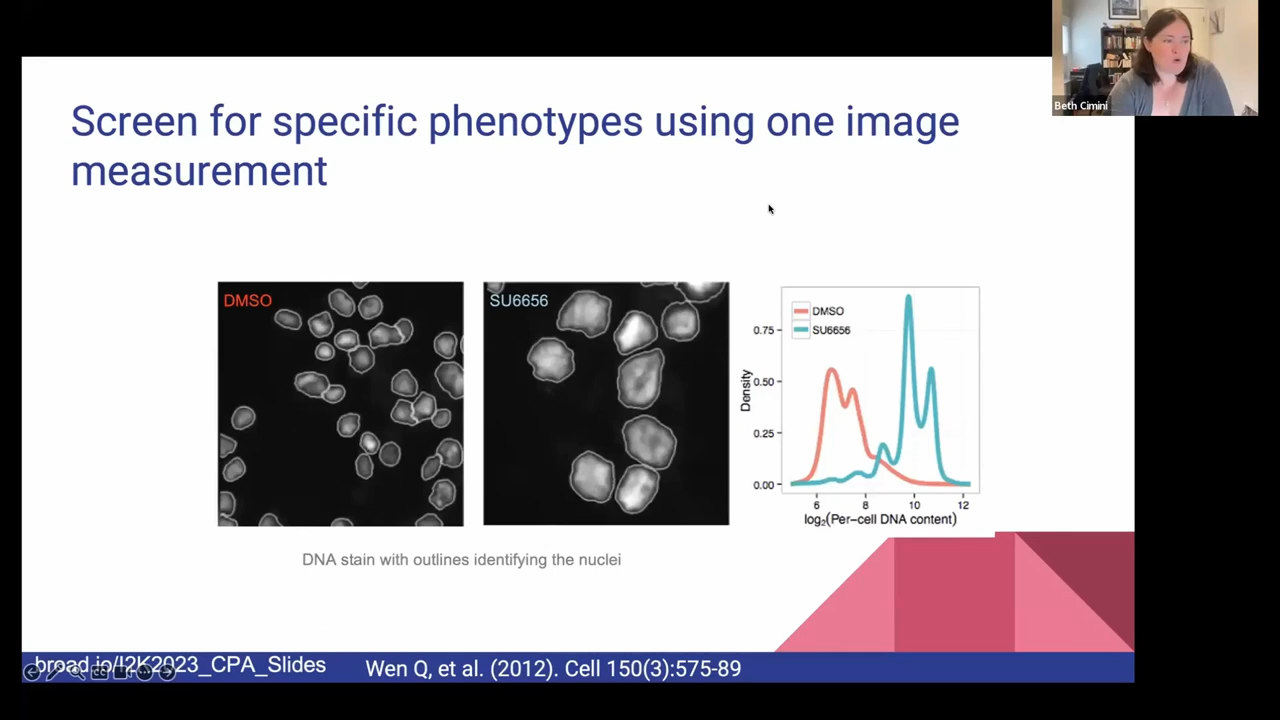 Beth Cimini
Screen for specific phenotypes using one image
measurement
DMSO
SU6656
DMSO
SU6656
0.75
0.50
0.25
0.00
Density
6 8 10 12
log₂(Per-cell DNA content)
DNA stain with outlines identifying the nuclei
broad.io/I2K2023_CPA_Slides
Wen Q, et al. (2012). Cell 150(3):575-89